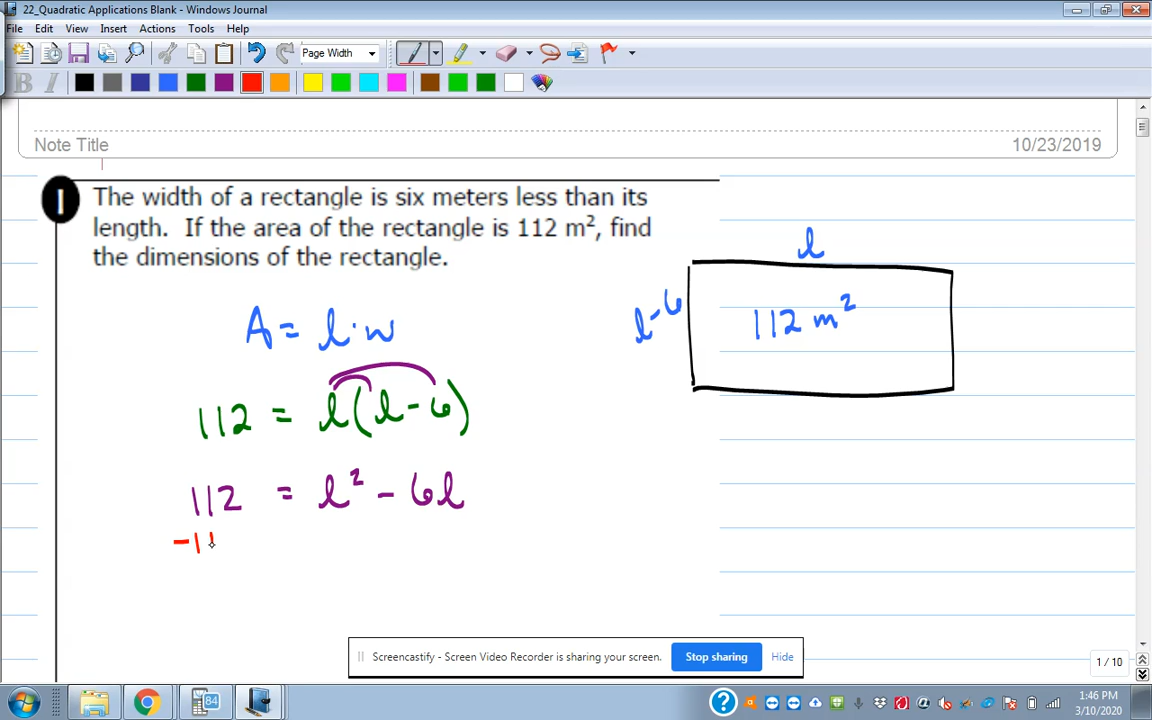 22_Quadratic Applications Blank - Windows Journal
File Edit View Insert Actions Tools Help
Page Width
B I
Note Title
10/23/2019
1 The width of a rectangle is six meters less than its
length. If the area of the rectangle is 112 m², find
the dimensions of the rectangle.
l
l-6
112 m²
A = l·w
112 = l(l-6)
112 = l² - 6l
-11
Screencastify - Screen Video Recorder is sharing your screen. Stop sharing Hide
1 / 10
84
?
1:46 PM
3/10/2020